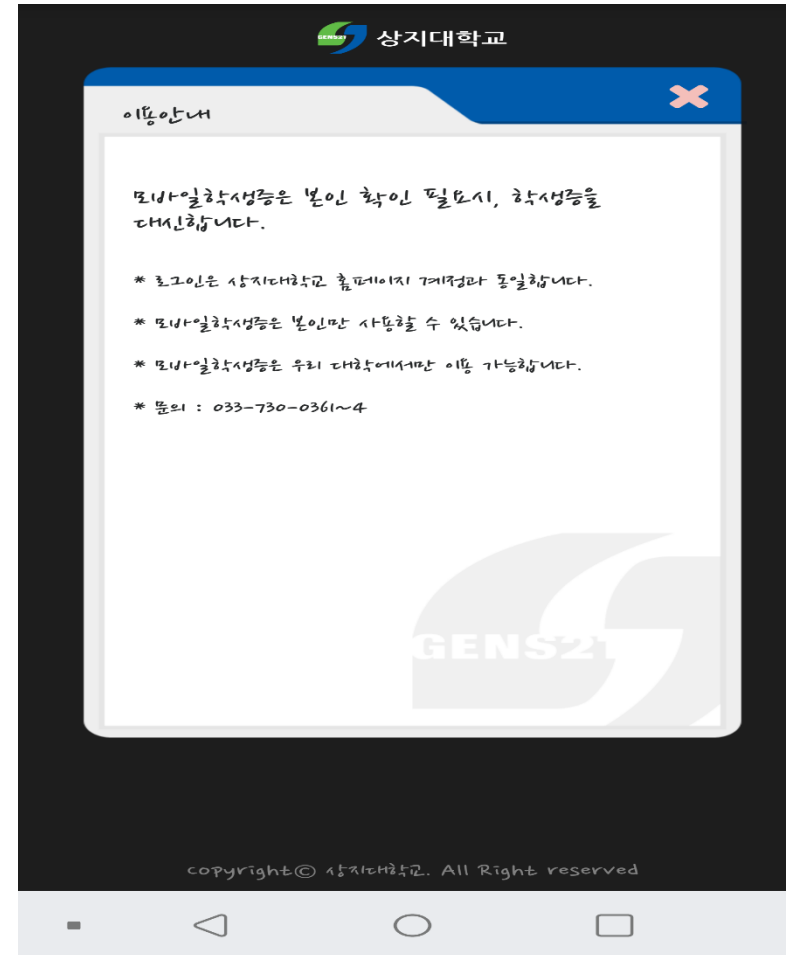 GENS21 상지대학교
이용안내
모바일학생증은 본인 확인 필요시, 학생증을
대신합니다.
* 로그인은 상지대학교 홈페이지 계정과 동일합니다.
* 모바일학생증은 본인만 사용할 수 있습니다.
* 모바일학생증은 우리 대학에서만 이용 가능합니다.
* 문의 : 033-730-0361~4
GENS21
copyright© 상지대학교. All Right reserved